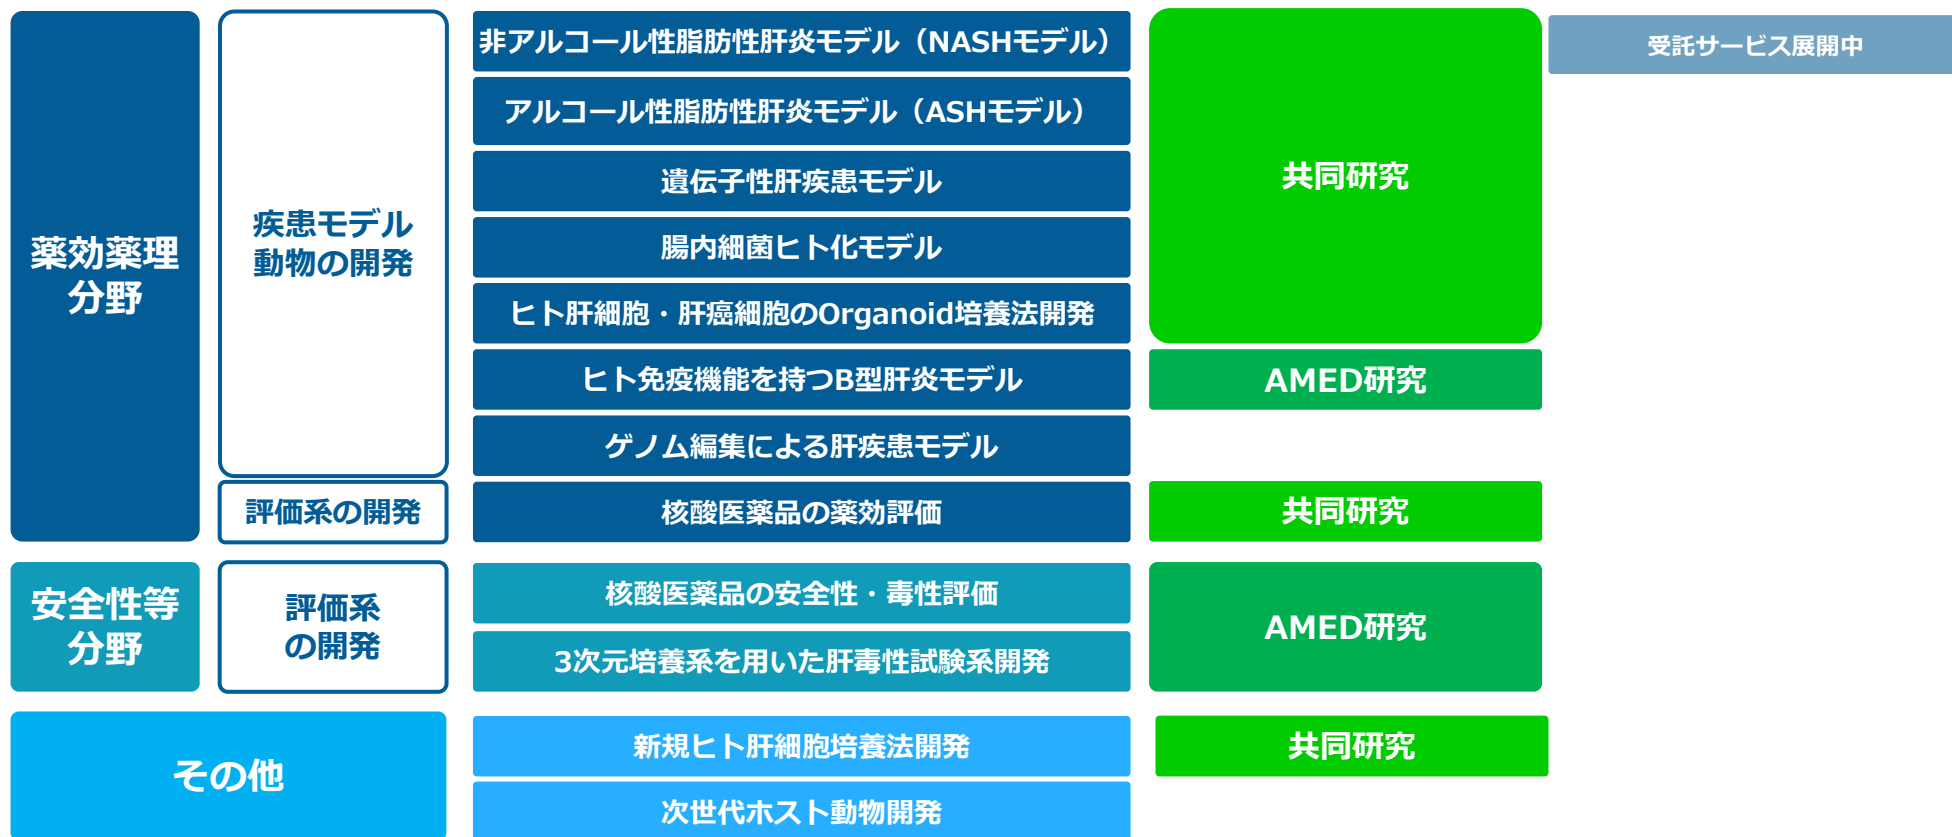 薬効薬理
分野
疾患モデル
動物の開発
非アルコール性脂肪性肝炎モデル（NASHモデル）
アルコール性脂肪性肝炎モデル（ASHモデル）
遺伝子性肝疾患モデル
腸内細菌ヒト化モデル
ヒト肝細胞・肝癌細胞のOrganoid培養法開発
共同研究
受託サービス展開中
ヒト免疫機能を持つB型肝炎モデル
AMED研究
ゲノム編集による肝疾患モデル
評価系の開発
核酸医薬品の薬効評価
共同研究
安全性等
分野
評価系
の開発
核酸医薬品の安全性・毒性評価
3次元培養系を用いた肝毒性試験系開発
AMED研究
その他
新規ヒト肝細胞培養法開発
共同研究
次世代ホスト動物開発